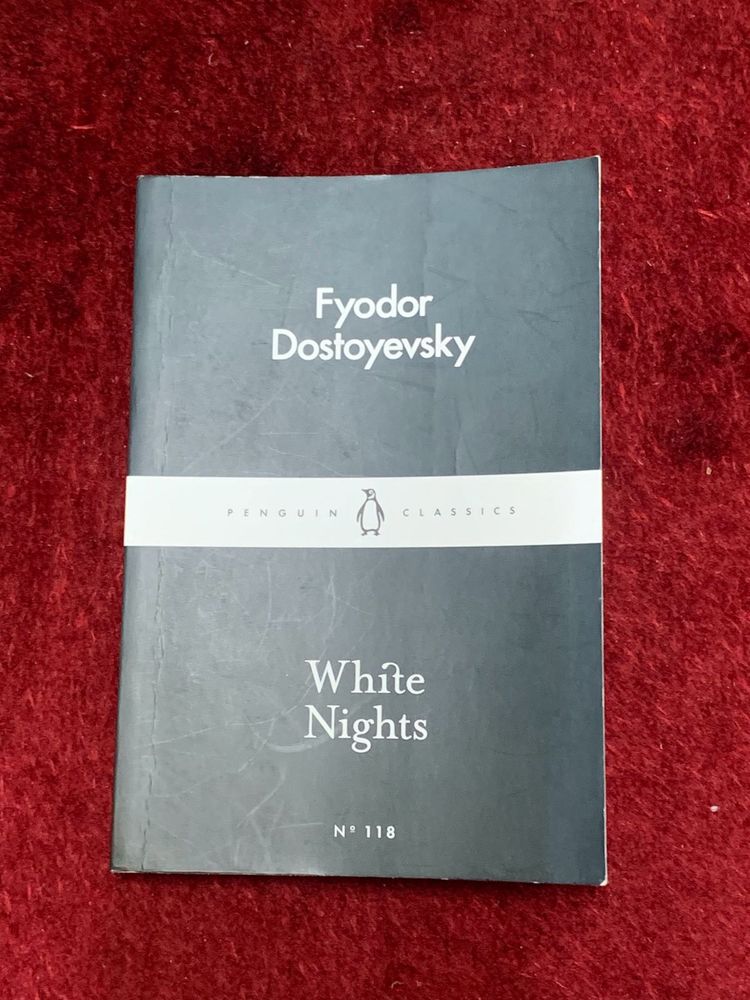 Fyodor
Dostoyevsky
PENGUIN CLASSICS
White
Nights
Nº 118